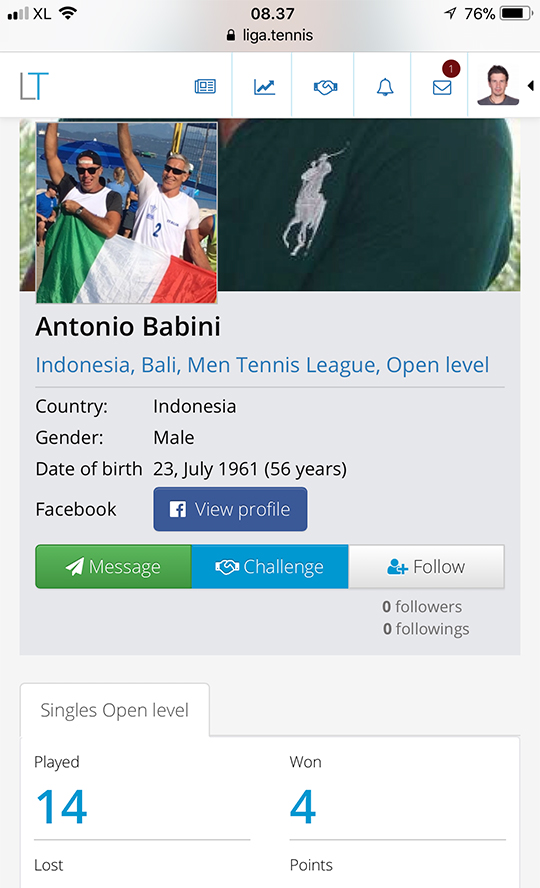 XL 08.37 76%
liga.tennis
LT 1
2
Antonio Babini
Indonesia, Bali, Men Tennis League, Open level
Country: Indonesia
Gender: Male
Date of birth 23, July 1961 (56 years)
Facebook View profile
Message Challenge Follow
0 followers
0 followings
Singles Open level
Played Won
14 4
Lost Points